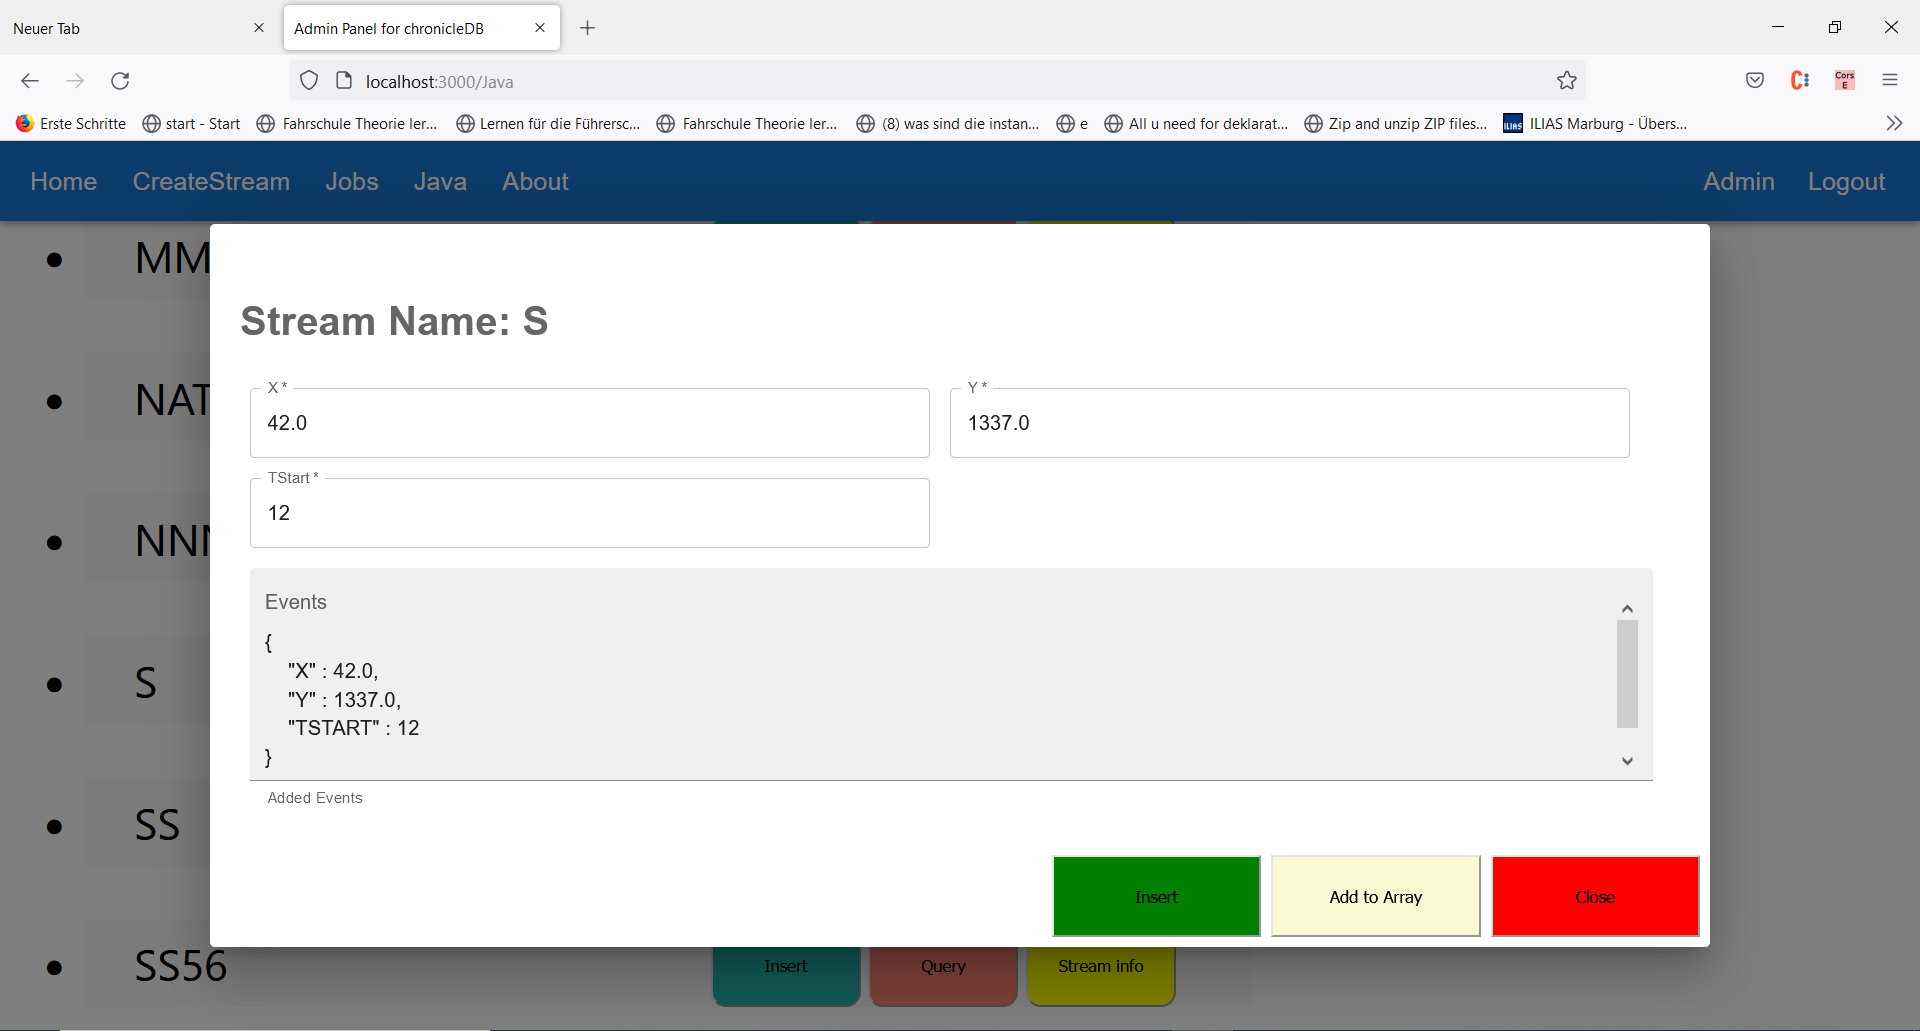 Neuer Tab
Admin Panel for chronicleDB
localhost:3000/Java
Cors
E
Erste Schritte
start - Start
Fahrschule Theorie ler...
Lernen für die Führersc...
Fahrschule Theorie ler...
(8) was sind die instan...
e
All u need for deklarat...
Zip and unzip ZIP files...
ILIAS
ILIAS Marburg - Übers...
Home
CreateStream
Jobs
Java
About
Admin
Logout
MM
NAT
NNN
S
SS
SS56
Stream Name: S
X *
42.0
Y *
1337.0
TStart *
12
Events
{
"X" : 42.0,
"Y" : 1337.0,
"TSTART" : 12
}
Added Events
Insert
Add to Array
Close
Insert
Query
Stream info